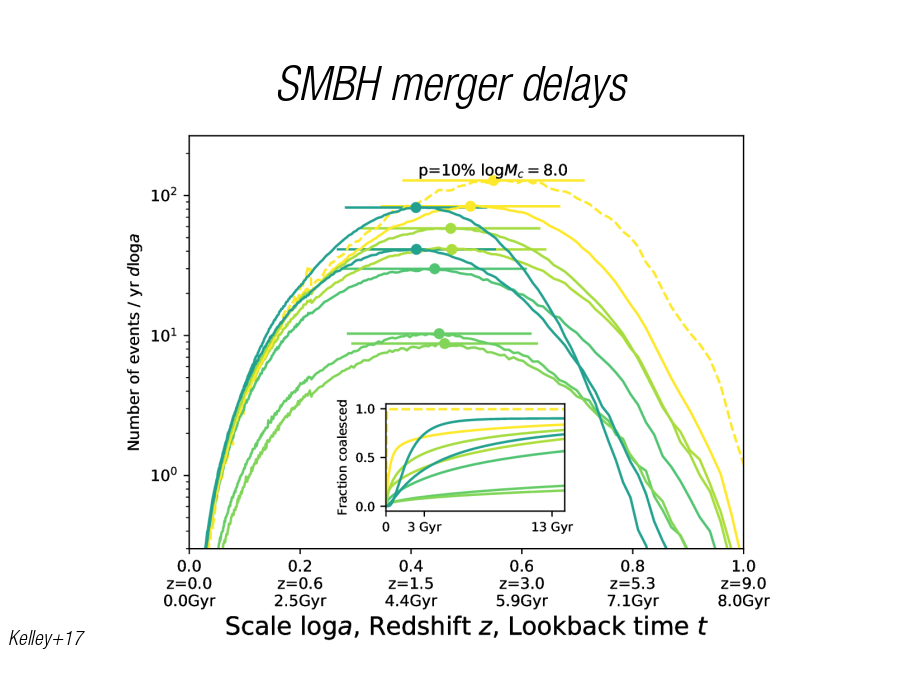 SMBH merger delays
p=10% logM_c = 8.0
10²
10¹
10⁰
Number of events / yr dloga
Fraction coalesced
1.0
0.5
0.0
0 3 Gyr 13 Gyr
0.0 0.2 0.4 0.6 0.8 1.0
z=0.0 z=0.6 z=1.5 z=3.0 z=5.3 z=9.0
0.0Gyr 2.5Gyr 4.4Gyr 5.9Gyr 7.1Gyr 8.0Gyr
Scale loga, Redshift z, Lookback time t
Kelley+17